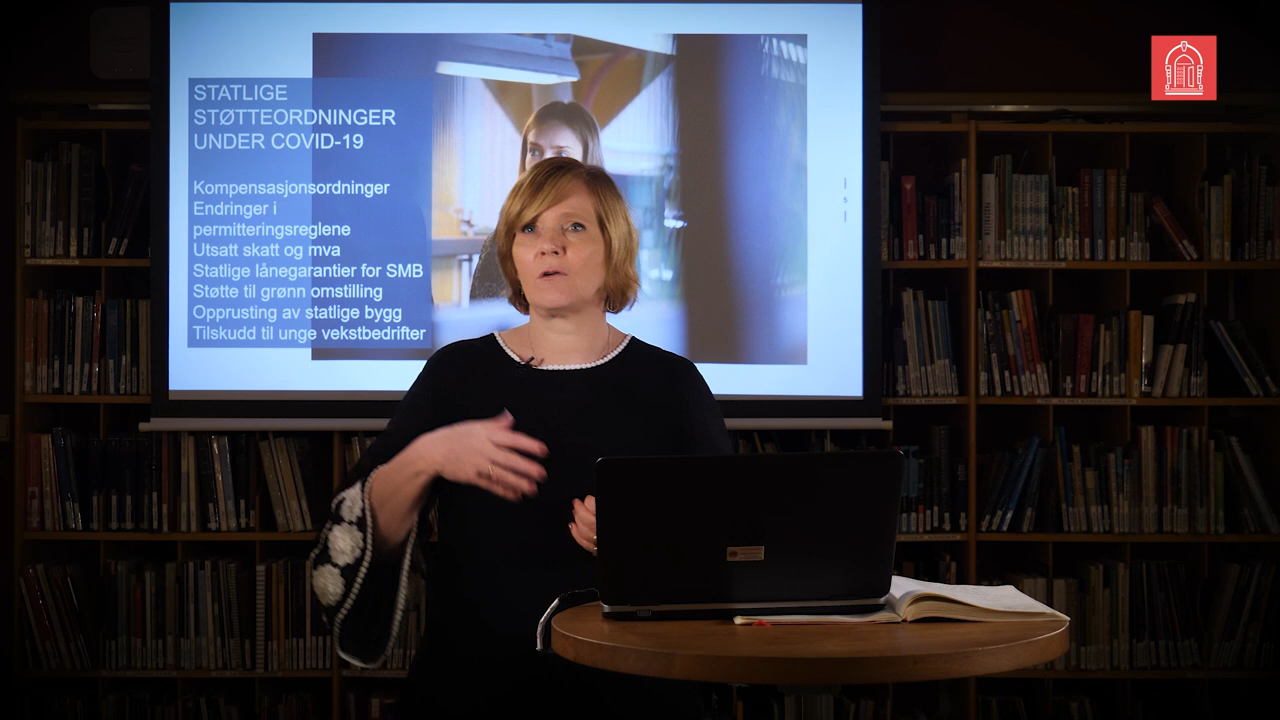 STATLIGE
STØTTEORDNINGER
UNDER COVID-19
Kompensasjonsordninger
Endringer i
permitteringsreglene
Utsatt skatt og mva
Statlige lånegarantier for SMB
Støtte til grønn omstilling
Opprusting av statlige bygg
Tilskudd til unge vekstbedrifter
5